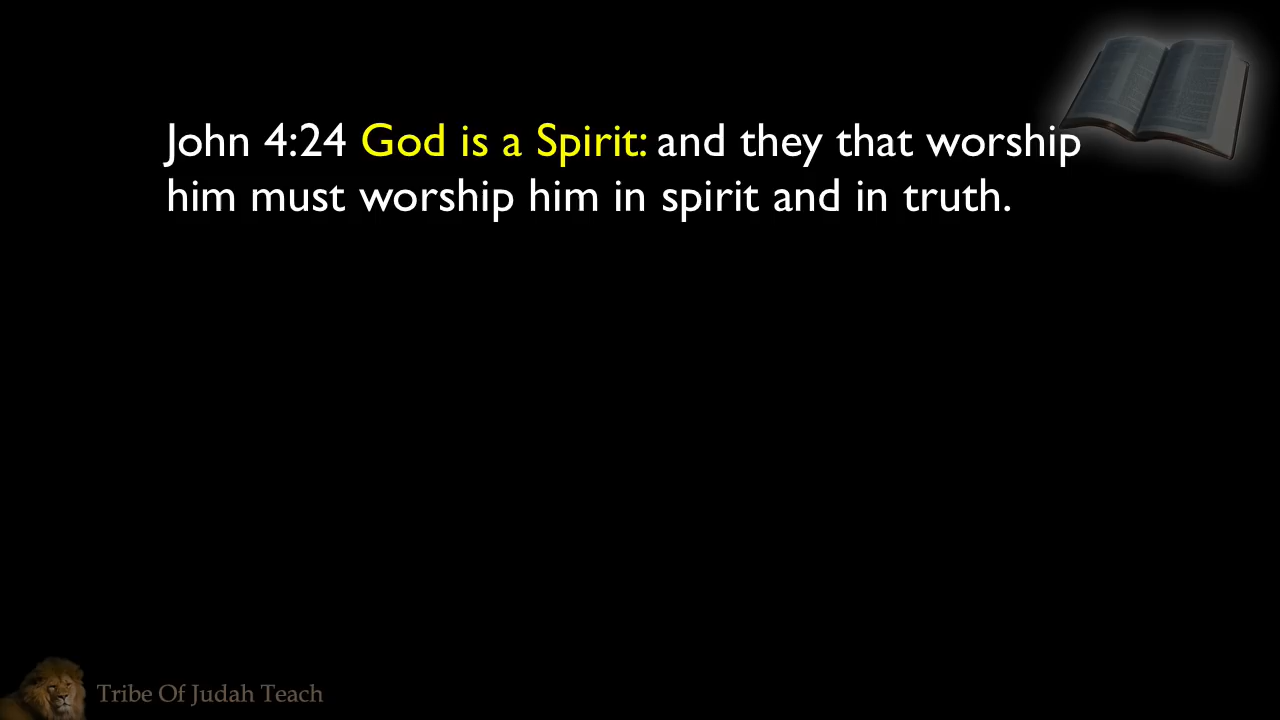 John 4:24 God is a Spirit: and they that worship
him must worship him in spirit and in truth.
Tribe Of Judah Teach